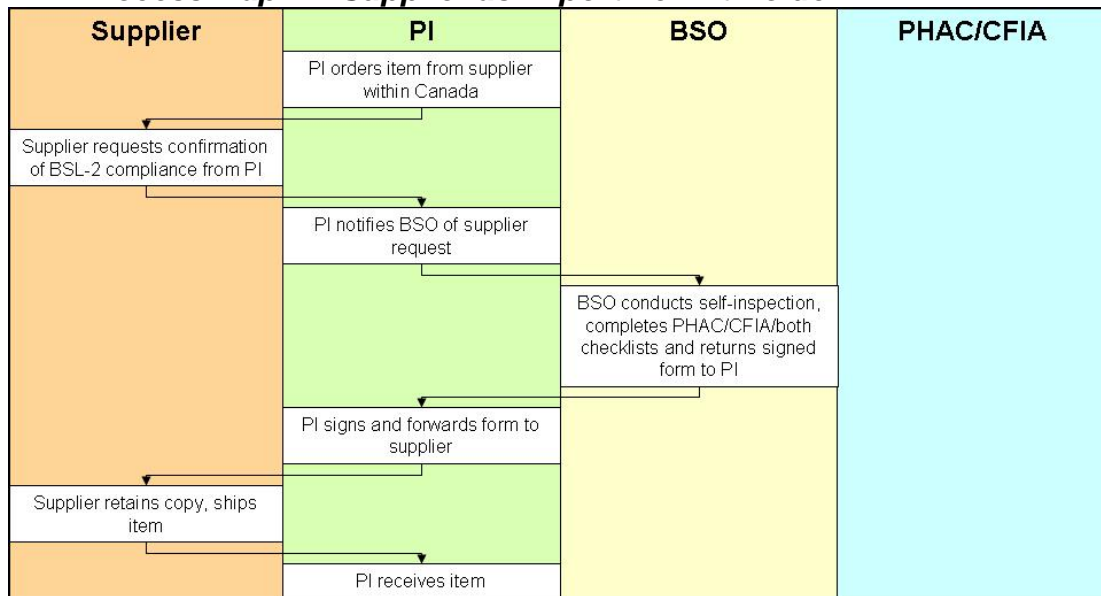 Supplier
PI
BSO
PHAC/CFIA
PI orders item from supplier
within Canada
Supplier requests confirmation
of BSL-2 compliance from PI
PI notifies BSO of supplier
request
BSO conducts self-inspection,
completes PHAC/CFIA/both
checklists and returns signed
form to PI
PI signs and forwards form to
supplier
Supplier retains copy, ships
item
PI receives item